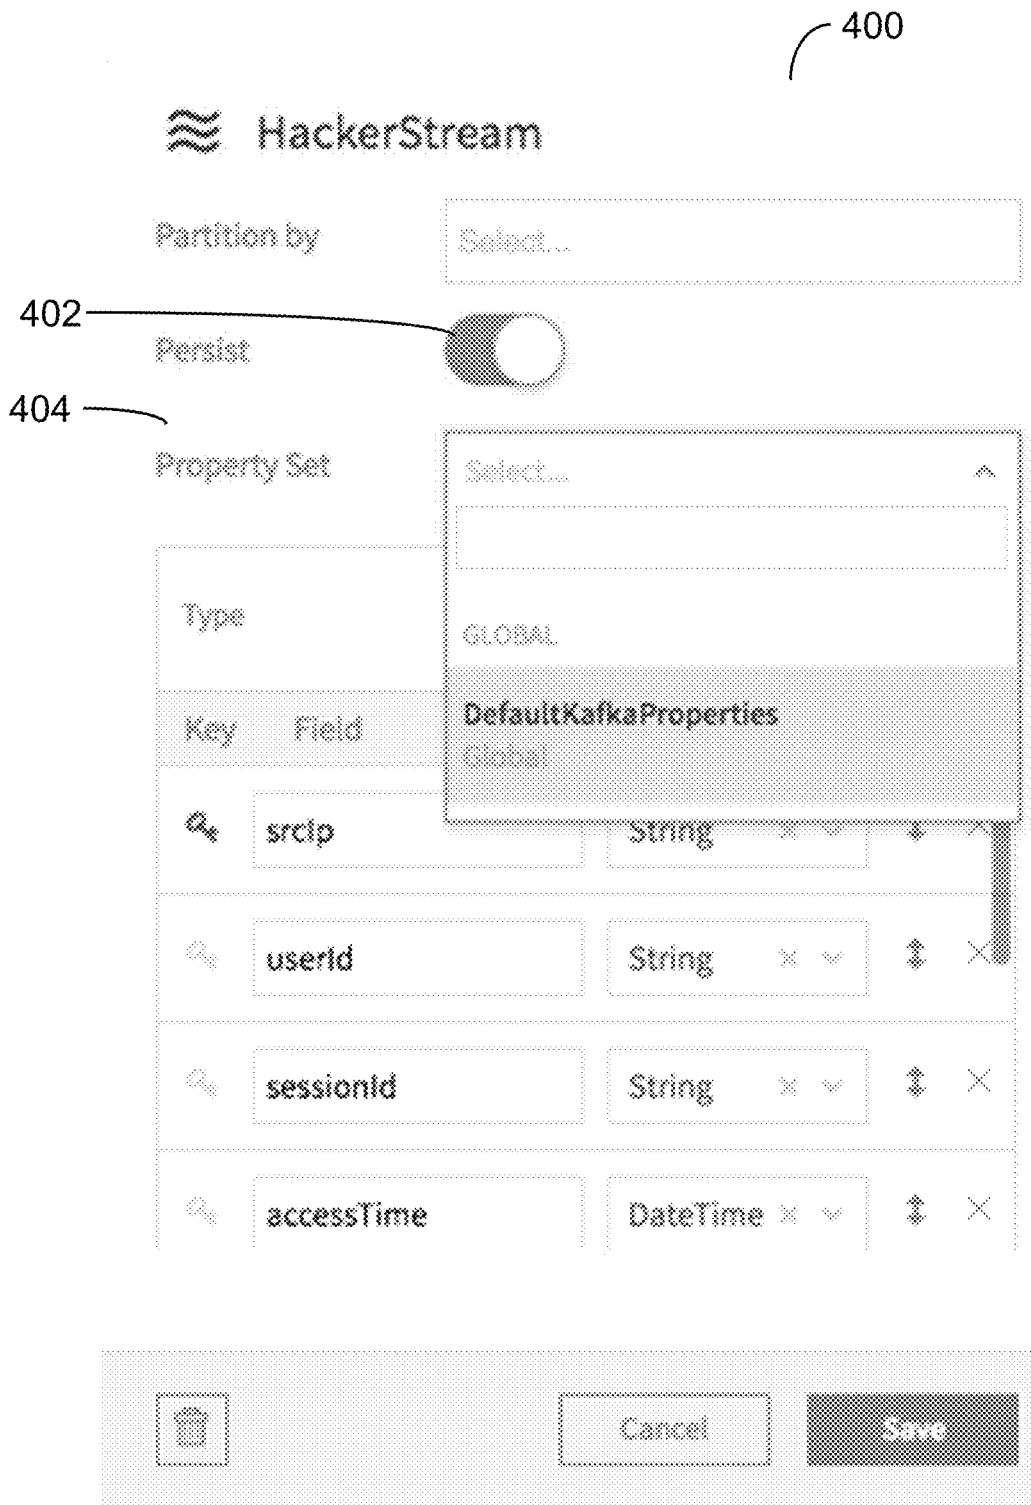 400
HackerStream
Partition by Select...
402
Persist
404
Property Set Select...
Type
GLOBAL
Key Field DefaultKafkaProperties
Global
srcIp String
userId String
sessionId String
accessTime DateTime
Cancel Save